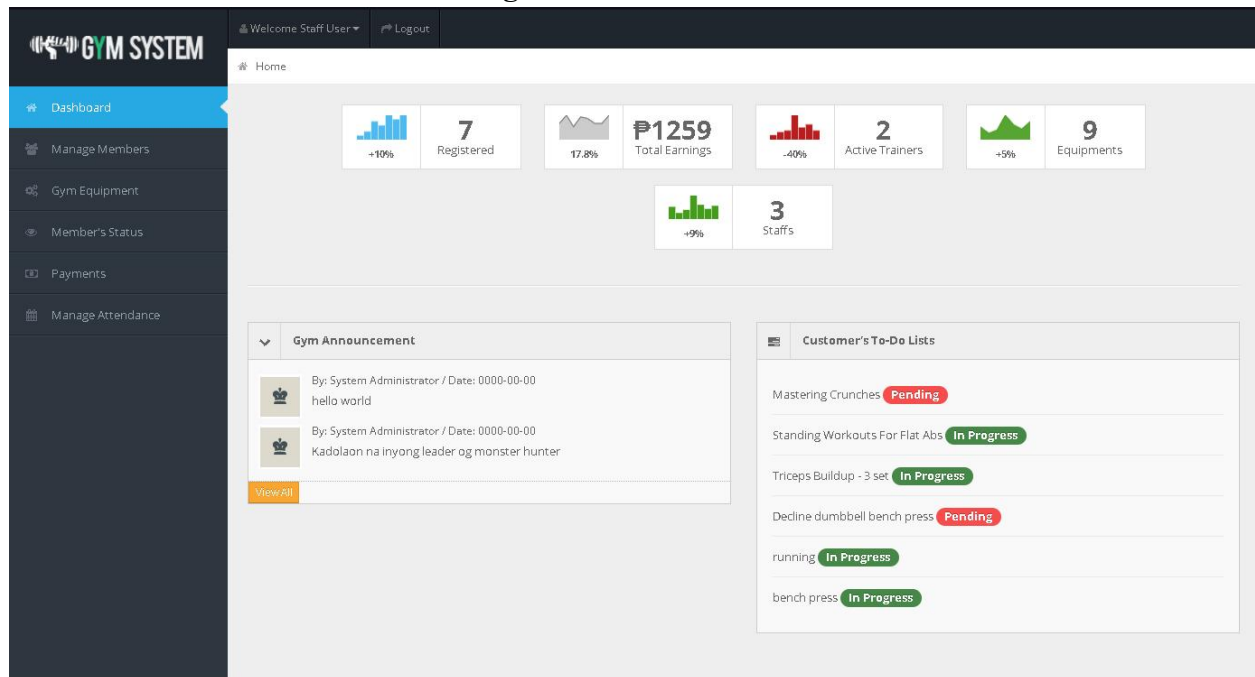 GYM SYSTEM
Welcome Staff User
Logout
Home
Dashboard
Manage Members
Gym Equipment
Member's Status
Payments
Manage Attendance
+10%
7
Registered
17.8%
₱1259
Total Earnings
-40%
2
Active Trainers
+5%
9
Equipments
+9%
3
Staffs
Gym Announcement
By: System Administrator / Date: 0000-00-00
hello world
By: System Administrator / Date: 0000-00-00
Kadolaon na inyong leader og monster hunter
View All
Customer's To-Do Lists
Mastering Crunches Pending
Standing Workouts For Flat Abs In Progress
Triceps Buildup - 3 set In Progress
Decline dumbbell bench press Pending
running In Progress
bench press In Progress